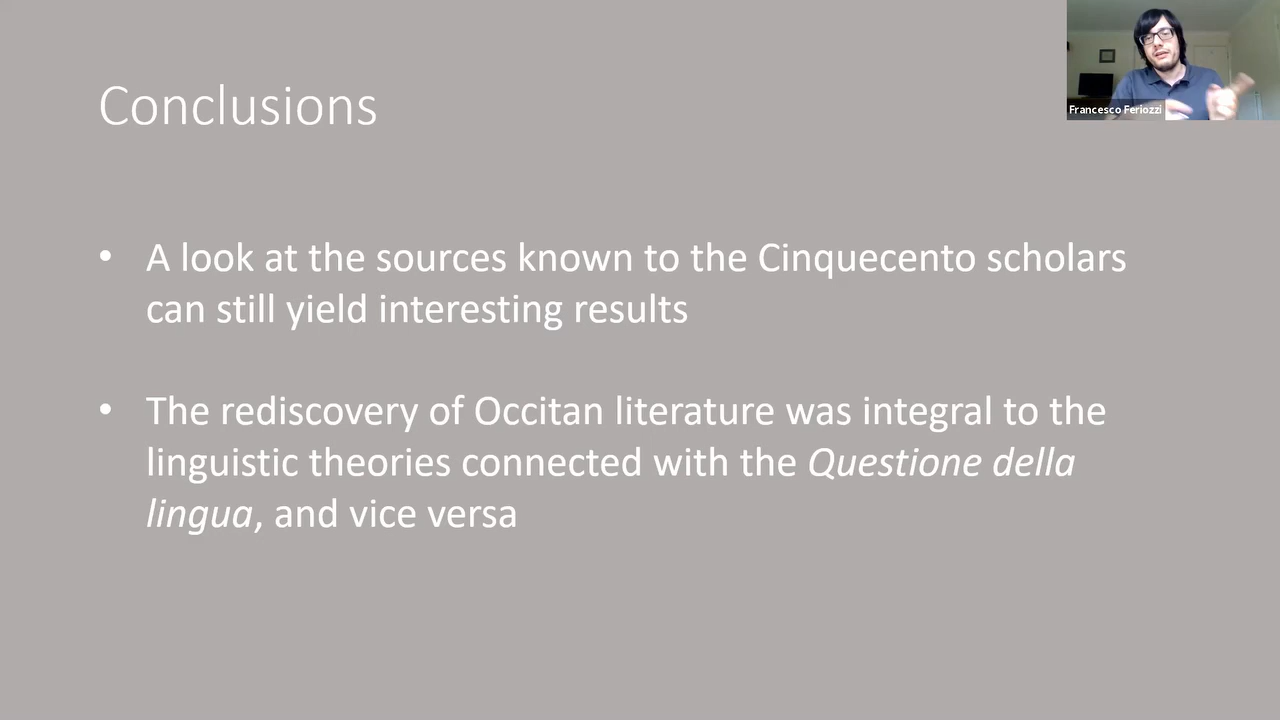 Conclusions
Francesco Feriozzi
• A look at the sources known to the Cinquecento scholars
can still yield interesting results
• The rediscovery of Occitan literature was integral to the
linguistic theories connected with the Questione della
lingua, and vice versa